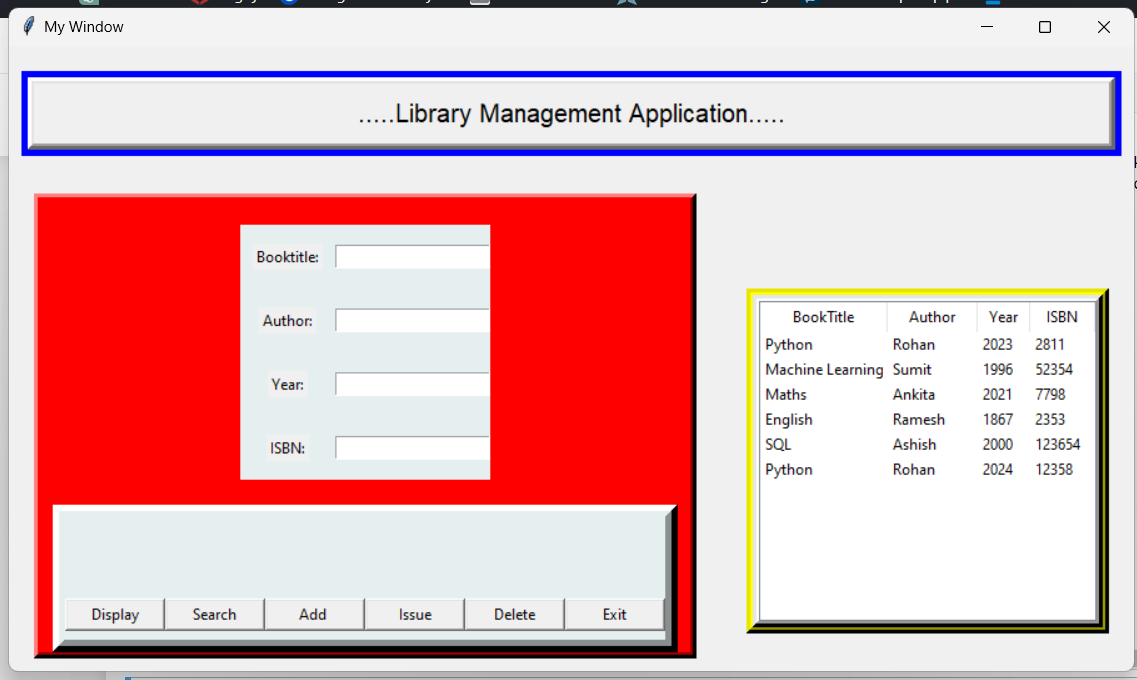 My Window
.....Library Management Application.....
Booktitle:
Author:
Year:
ISBN:
Display Search Add Issue Delete Exit
BookTitle Author Year ISBN
Python Rohan 2023 2811
Machine Learning Sumit 1996 52354
Maths Ankita 2021 7798
English Ramesh 1867 2353
SQL Ashish 2000 123654
Python Rohan 2024 12358